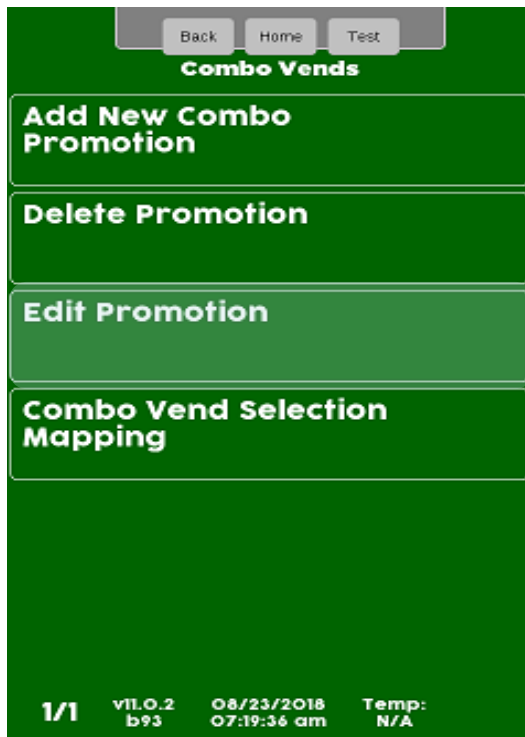 Back Home Test
Combo Vends
Add New Combo
Promotion
Delete Promotion
Edit Promotion
Combo Vend Selection
Mapping
1/1 v11.0.2 08/23/2018 Temp:
b93 07:19:36 am N/A